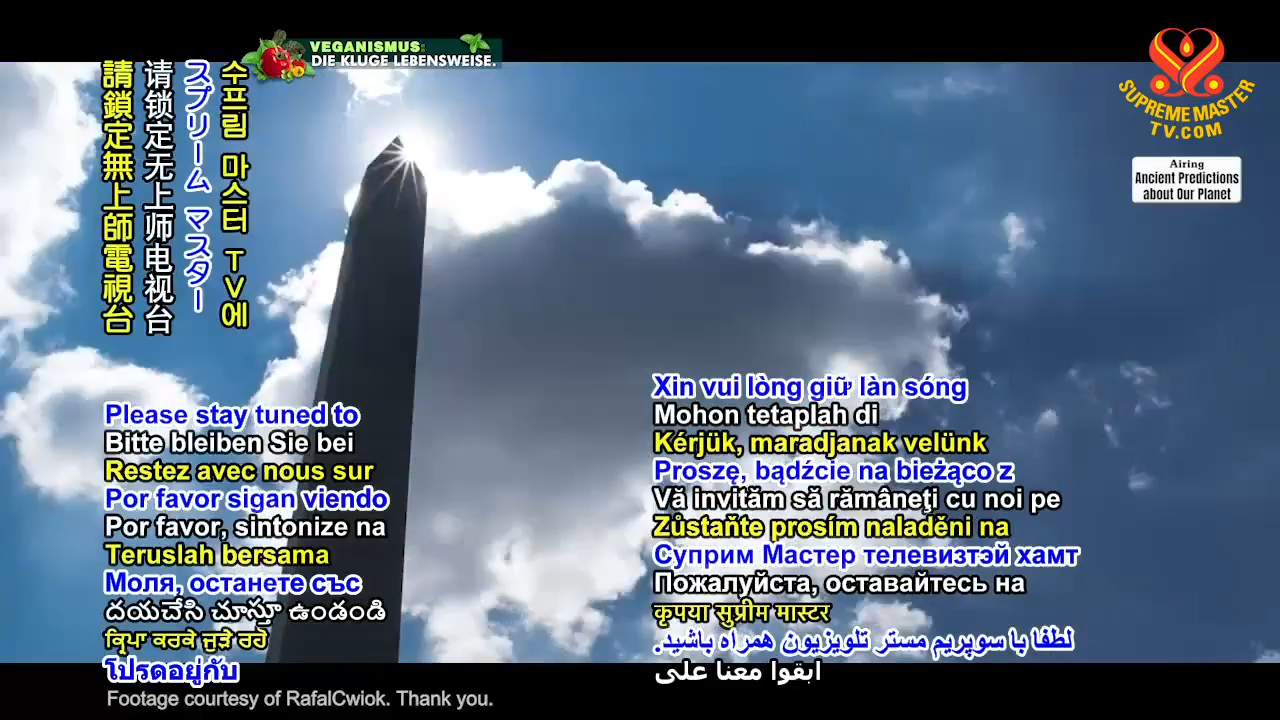 VEGANISMUS:
DIE KLUGE LEBENSWEISE.
SUPREME MASTER
TV.COM
Airing
Ancient Predictions
about Our Planet
請鎖定無上師電視台
请锁定无上师电视台
スプリーム マスター
수프림 마스터 TV에
Please stay tuned to
Bitte bleiben Sie bei
Restez avec nous sur
Por favor sigan viendo
Por favor, sintonize na
Teruslah bersama
Моля, останете със
దయచేసి చూస్తూ ఉండండి
ਕ੍ਰਿਪਾ ਕਰਕੇ ਜੁੜੇ ਰਹੋ
โปรดอยู่กับ
Xin vui lòng giữ làn sóng
Mohon tetaplah di
Kérjük, maradjanak velünk
Proszę, bądźcie na bieżąco z
Vă invităm să rămâneţi cu noi pe
Zůstaňte prosím naladěni na
Суприм Мастер телевизтэй хамт
Пожалуйста, оставайтесь на
कृपया सुप्रीम मास्टर
لطفا با سوپریم مستر تلویزیون همراه باشید.
ابقوا معنا على
Footage courtesy of RafalCwiok. Thank you.